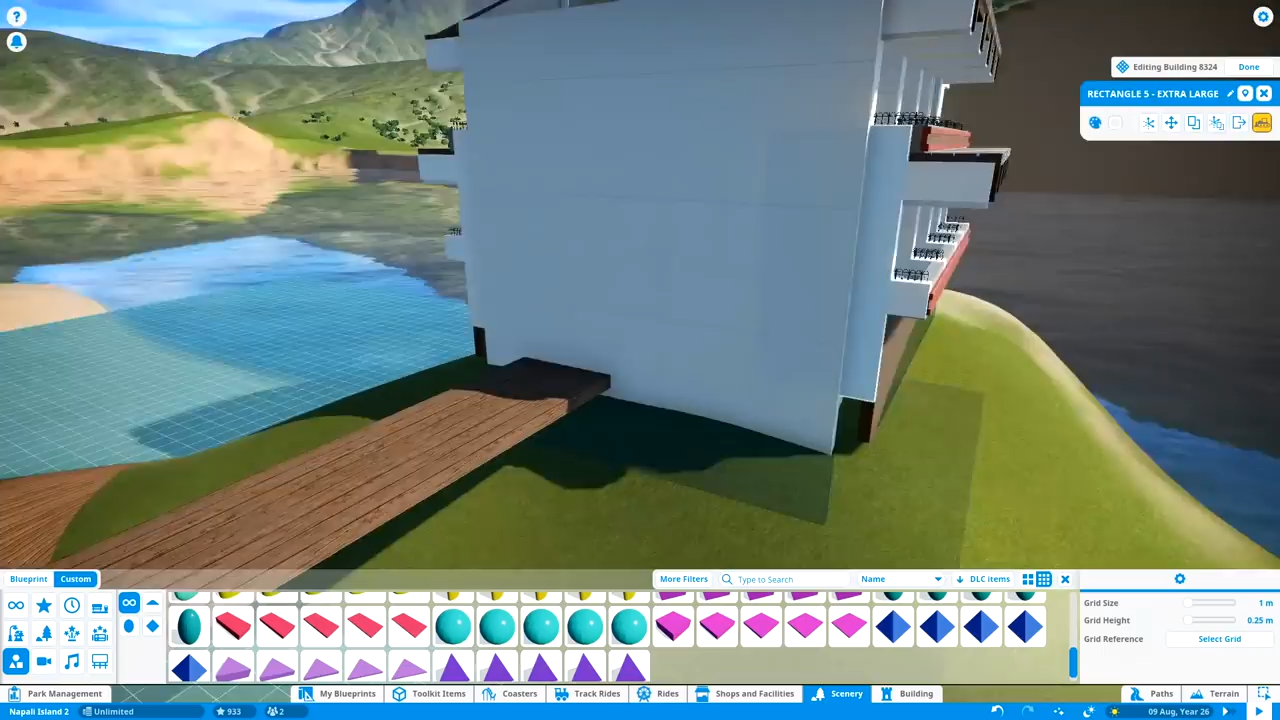 ?
Editing Building 8324 Done
RECTANGLE 5 - EXTRA LARGE
Blueprint Custom More Filters Type to Search Name DLC items
Grid Size 1 m
Grid Height 0.25 m
Grid Reference Select Grid
Park Management My Blueprints Toolkit Items Coasters Track Rides Rides Shops and Facilities Scenery Building Paths Terrain
Napali Island 2 Unlimited 933 2 09 Aug, Year 26